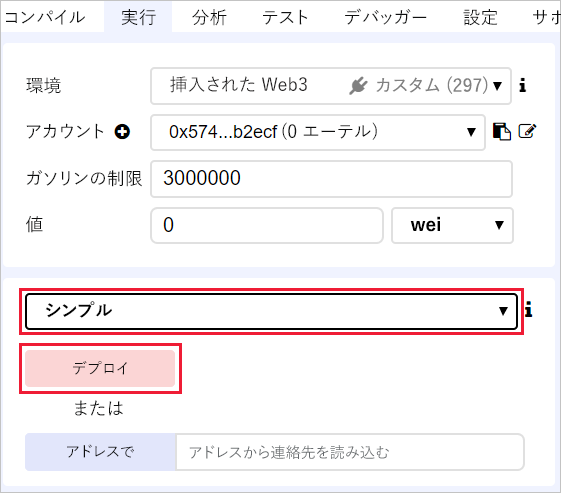 コンパイル 実行 分析 テスト デバッガー 設定 サポ
環境 挿入された Web3 カスタム (297)
アカウント 0x574...b2ecf (0 エーテル)
ガソリンの制限 3000000
値 0 wei
シンプル
デプロイ
または
アドレスで アドレスから連絡先を読み込む